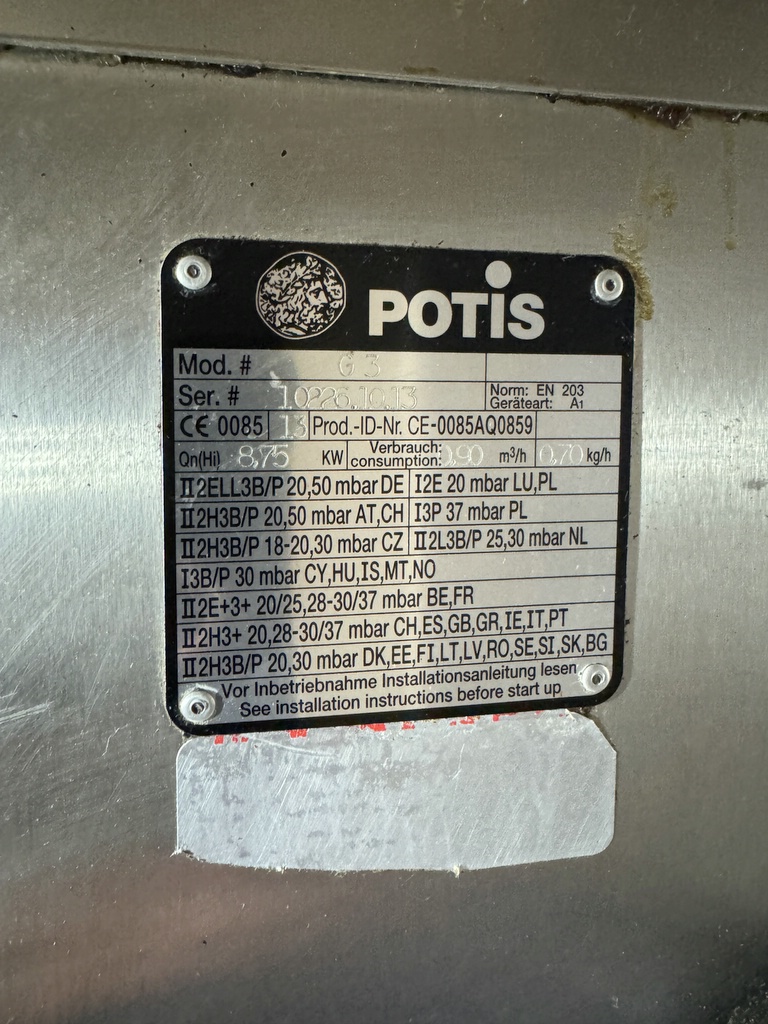 POTIS
Mod. # G 3
Ser. # 10226.10.13 Norm: EN 203
Geräteart: A1
CE 0085 13 Prod.-ID-Nr. CE-0085AQ0859
Qn(Hi) 8,75 KW Verbrauch: consumption: 0,90 m³/h 0,70 kg/h
II2ELL3B/P 20,50 mbar DE I2E 20 mbar LU,PL
II2H3B/P 20,50 mbar AT,CH I3P 37 mbar PL
II2H3B/P 18-20,30 mbar CZ II2L3B/P 25,30 mbar NL
I3B/P 30 mbar CY,HU,IS,MT,NO
II2E+3+ 20/25,28-30/37 mbar BE,FR
II2H3+ 20,28-30/37 mbar CH,ES,GB,GR,IE,IT,PT
II2H3B/P 20,30 mbar DK,EE,FI,LT,LV,RO,SE,SI,SK,BG
Vor Inbetriebnahme Installationsanleitung lesen
See installation instructions before start up